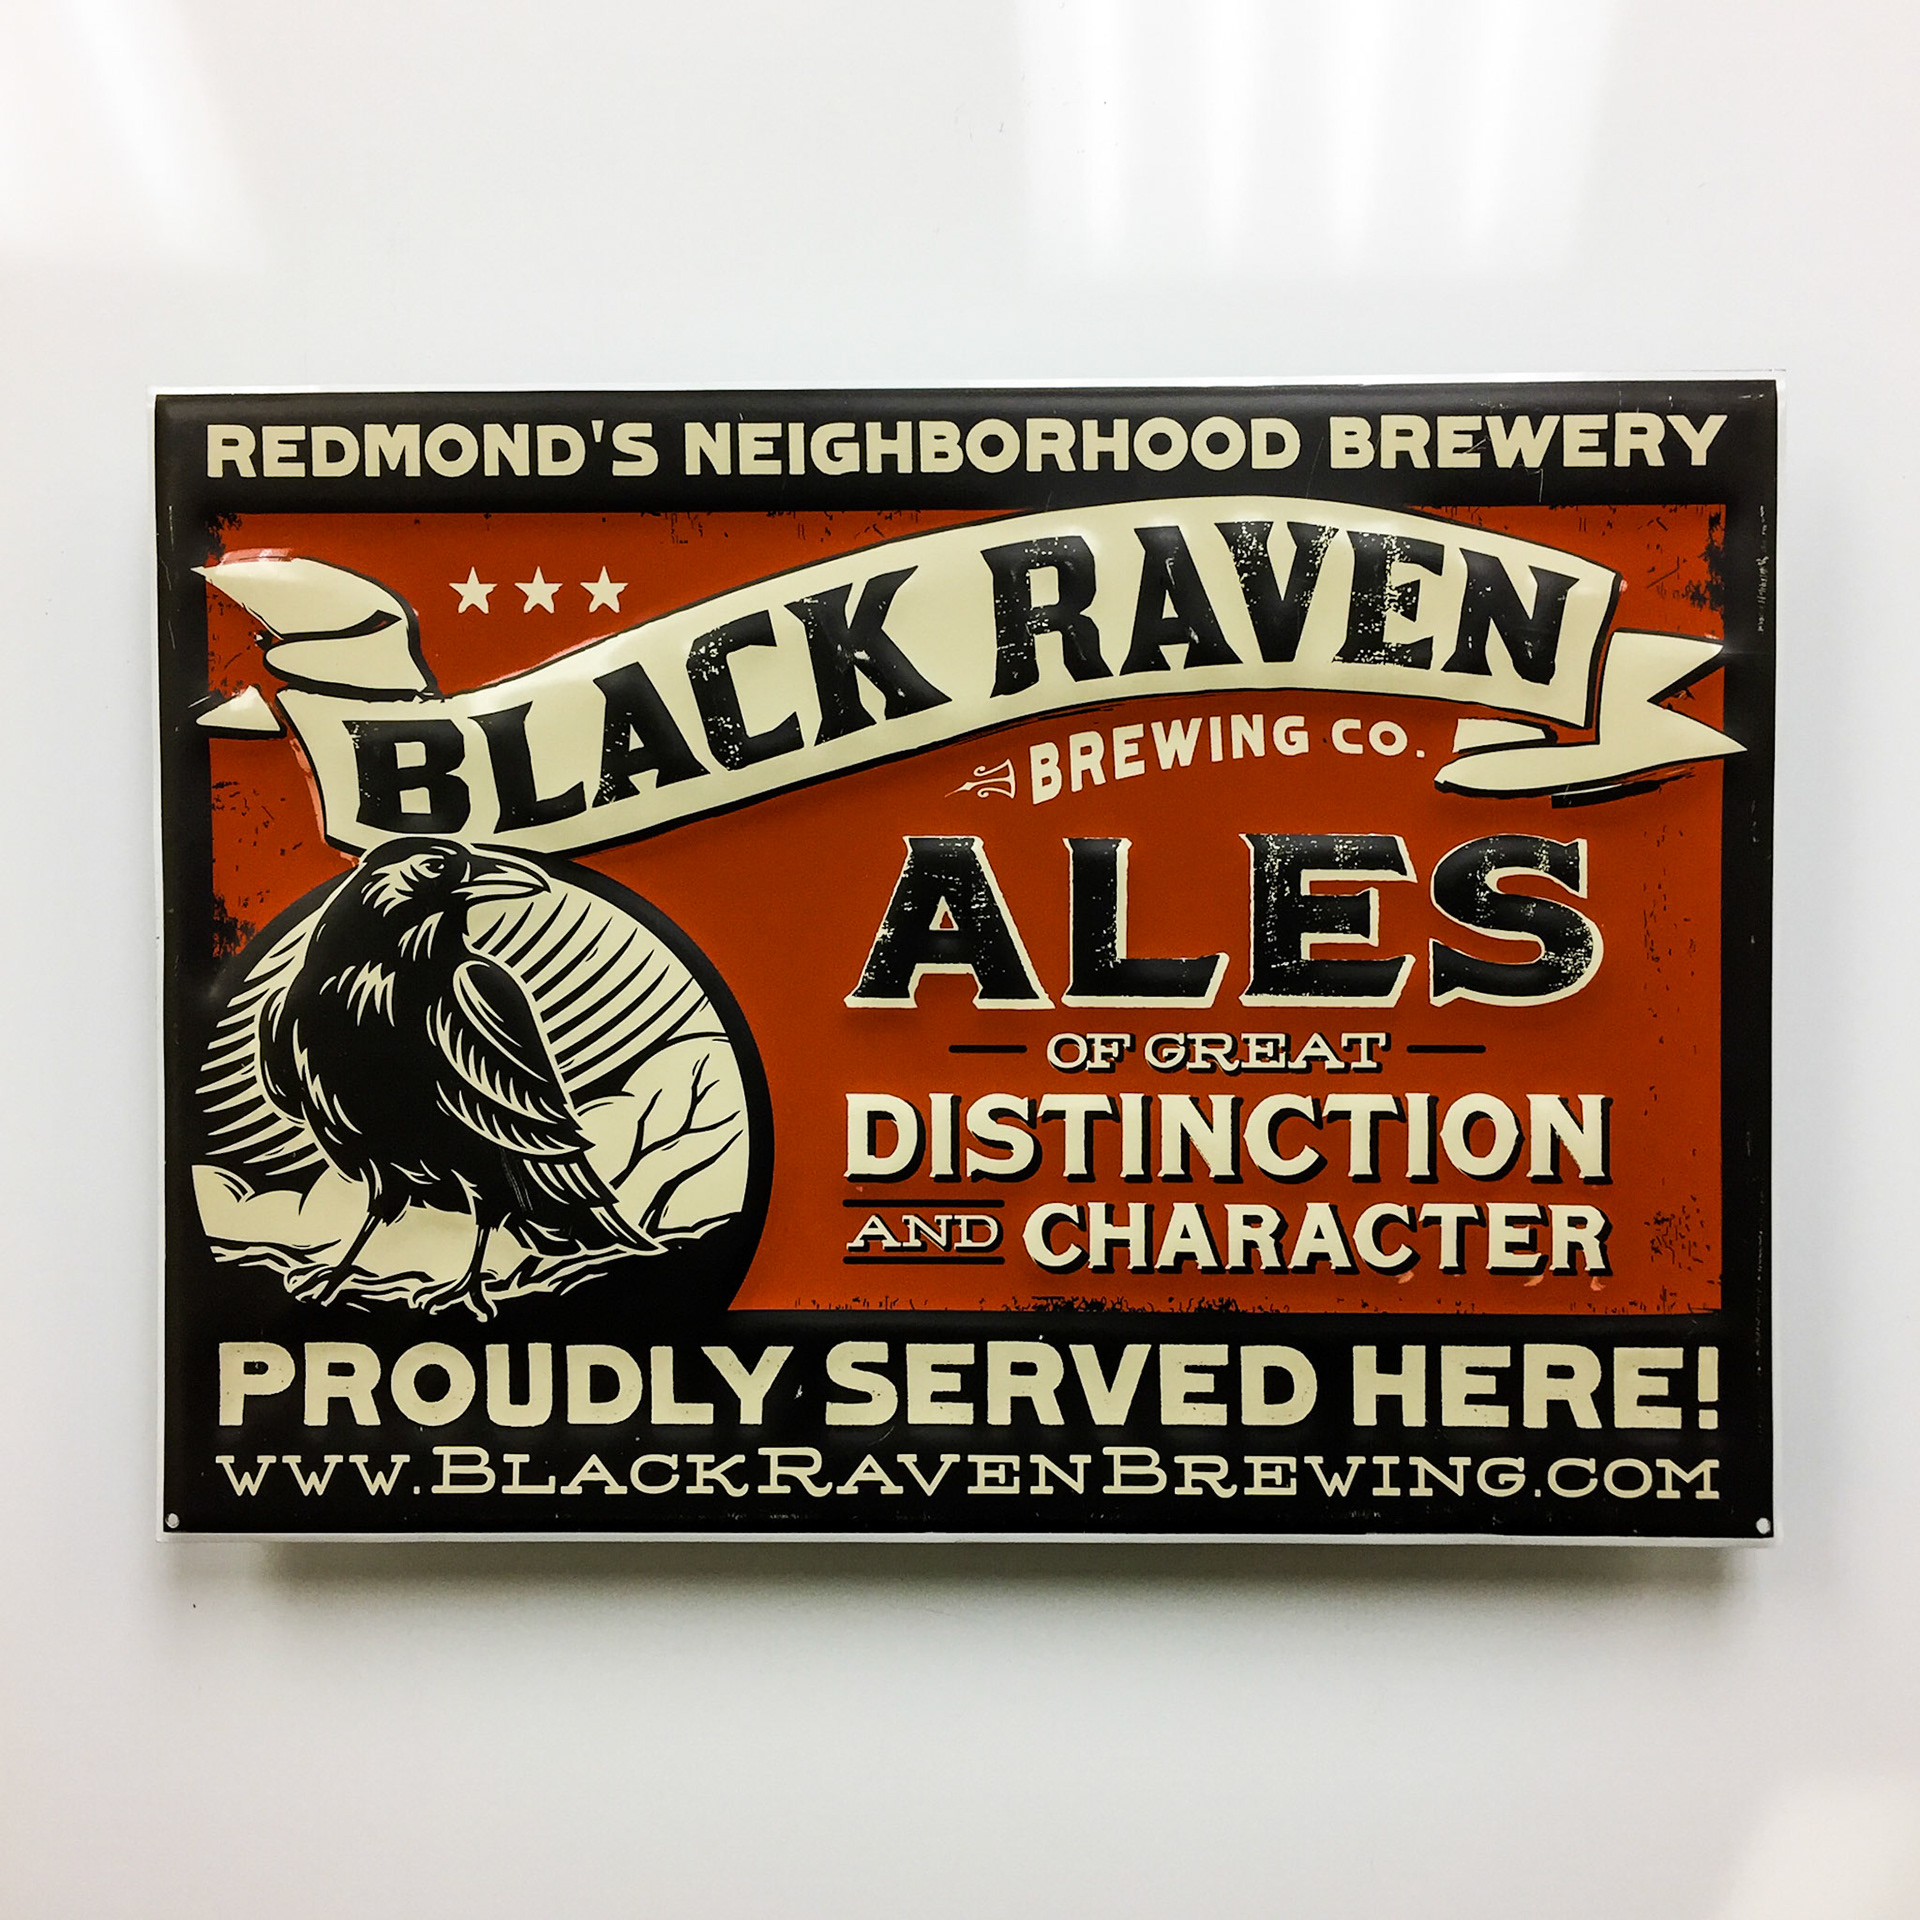 REDMOND'S NEIGHBORHOOD BREWERY
BLACK RAVEN
BREWING CO.
ALES
OF GREAT
DISTINCTION
AND CHARACTER
PROUDLY SERVED HERE!
WWW.BLACKRAVENBREWING.COM